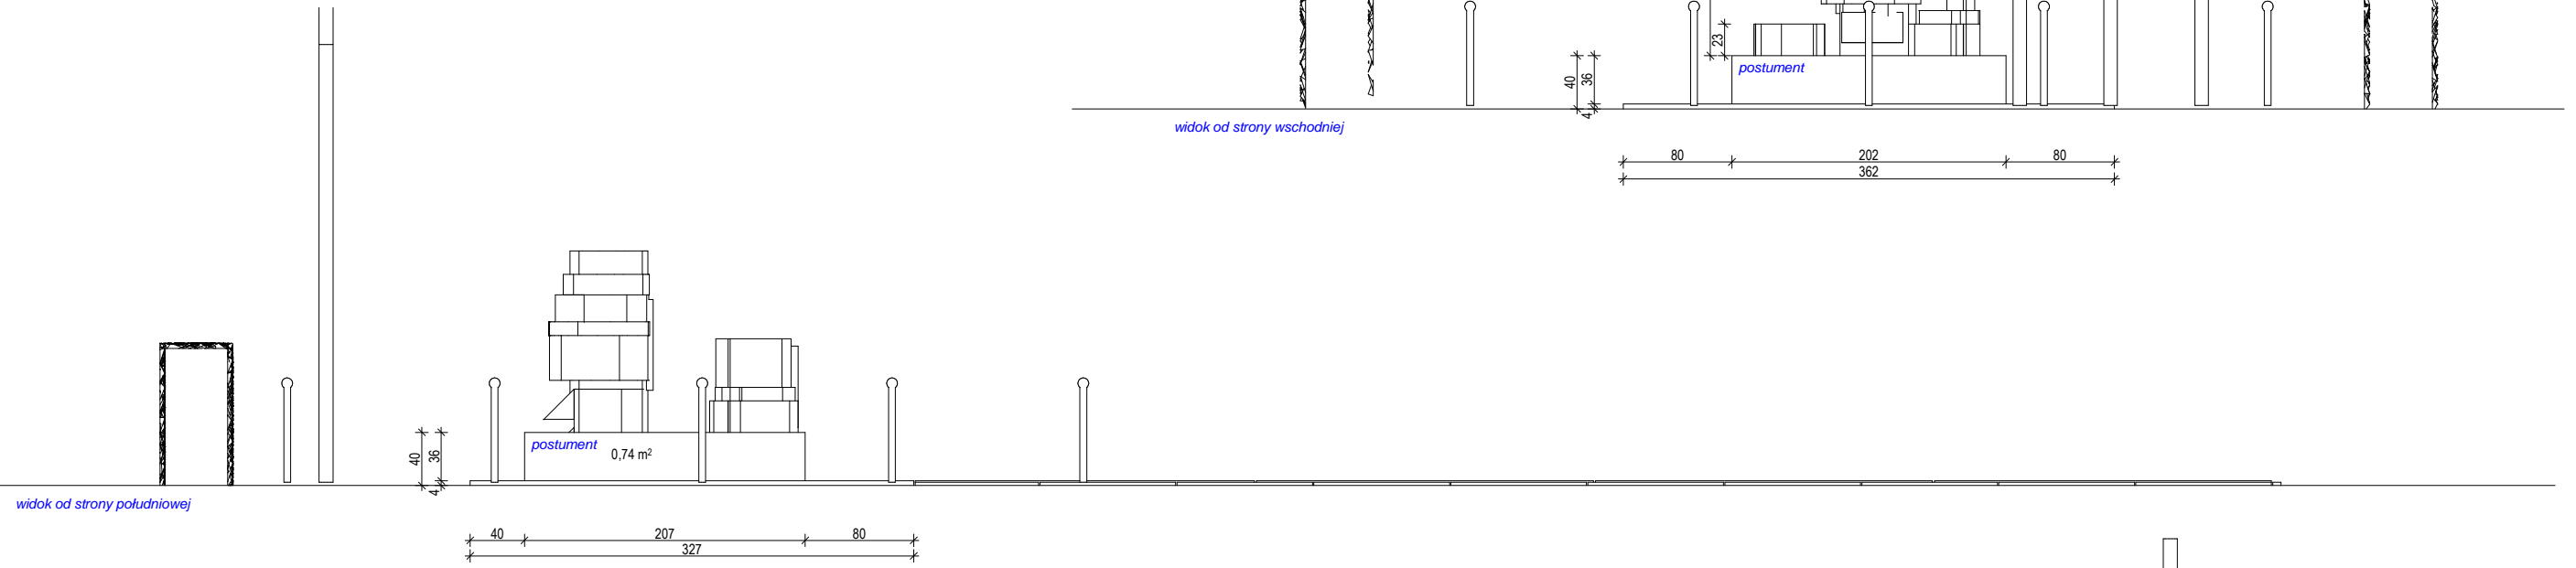 23
postument
40
36
4
widok od strony wschodniej
80 202 80
362
postument
0,74 m²
40
36
4
widok od strony południowej
40 207 80
327